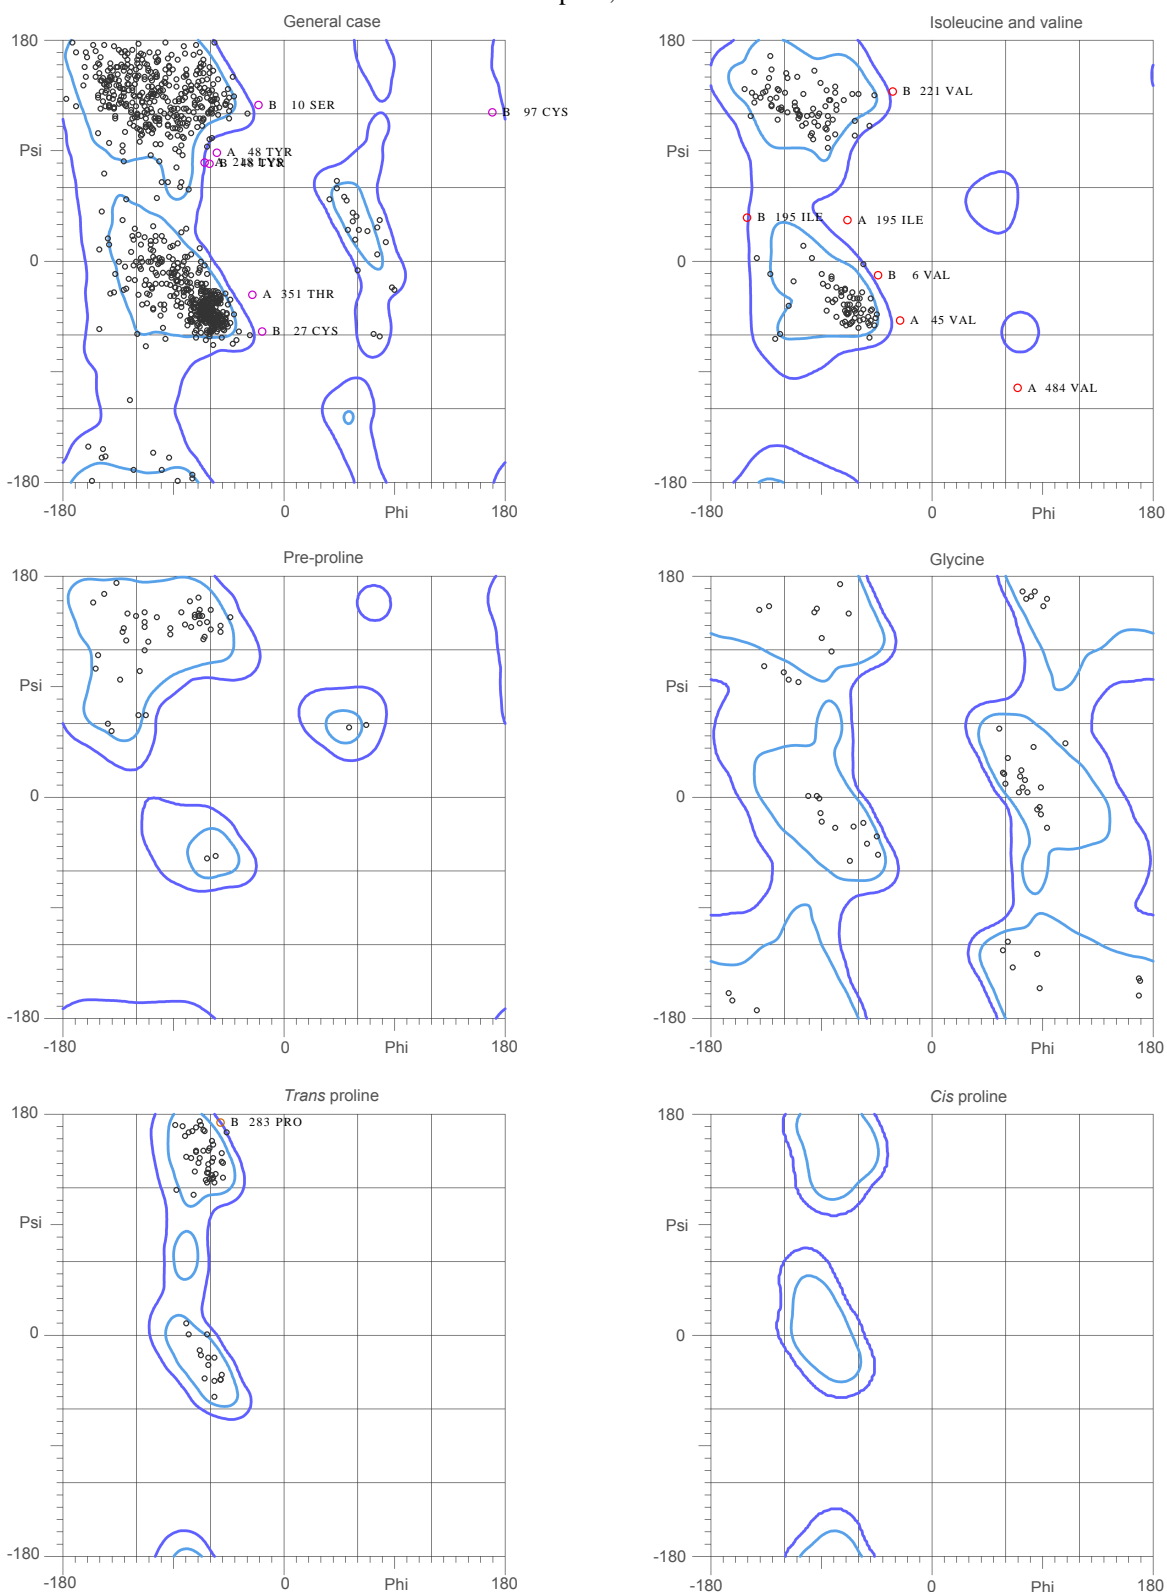 General case
Isoleucine and valine
180
B 10 SER
B 97 CYS
A 48 TYR
B 48 TYR
Psi
0
A 351 THR
B 27 CYS
-180
-180
0
Phi
180
180
B 221 VAL
Psi
B 195 ILE
A 195 ILE
0
B 6 VAL
A 45 VAL
A 484 VAL
-180
-180
0
Phi
180
Pre-proline
Glycine
180
Psi
0
-180
-180
0
Phi
180
180
Psi
0
-180
-180
0
Phi
180
Trans proline
Cis proline
180
B 283 PRO
Psi
0
-180
-180
0
Phi
180
180
Psi
0
-180
-180
0
Phi
180